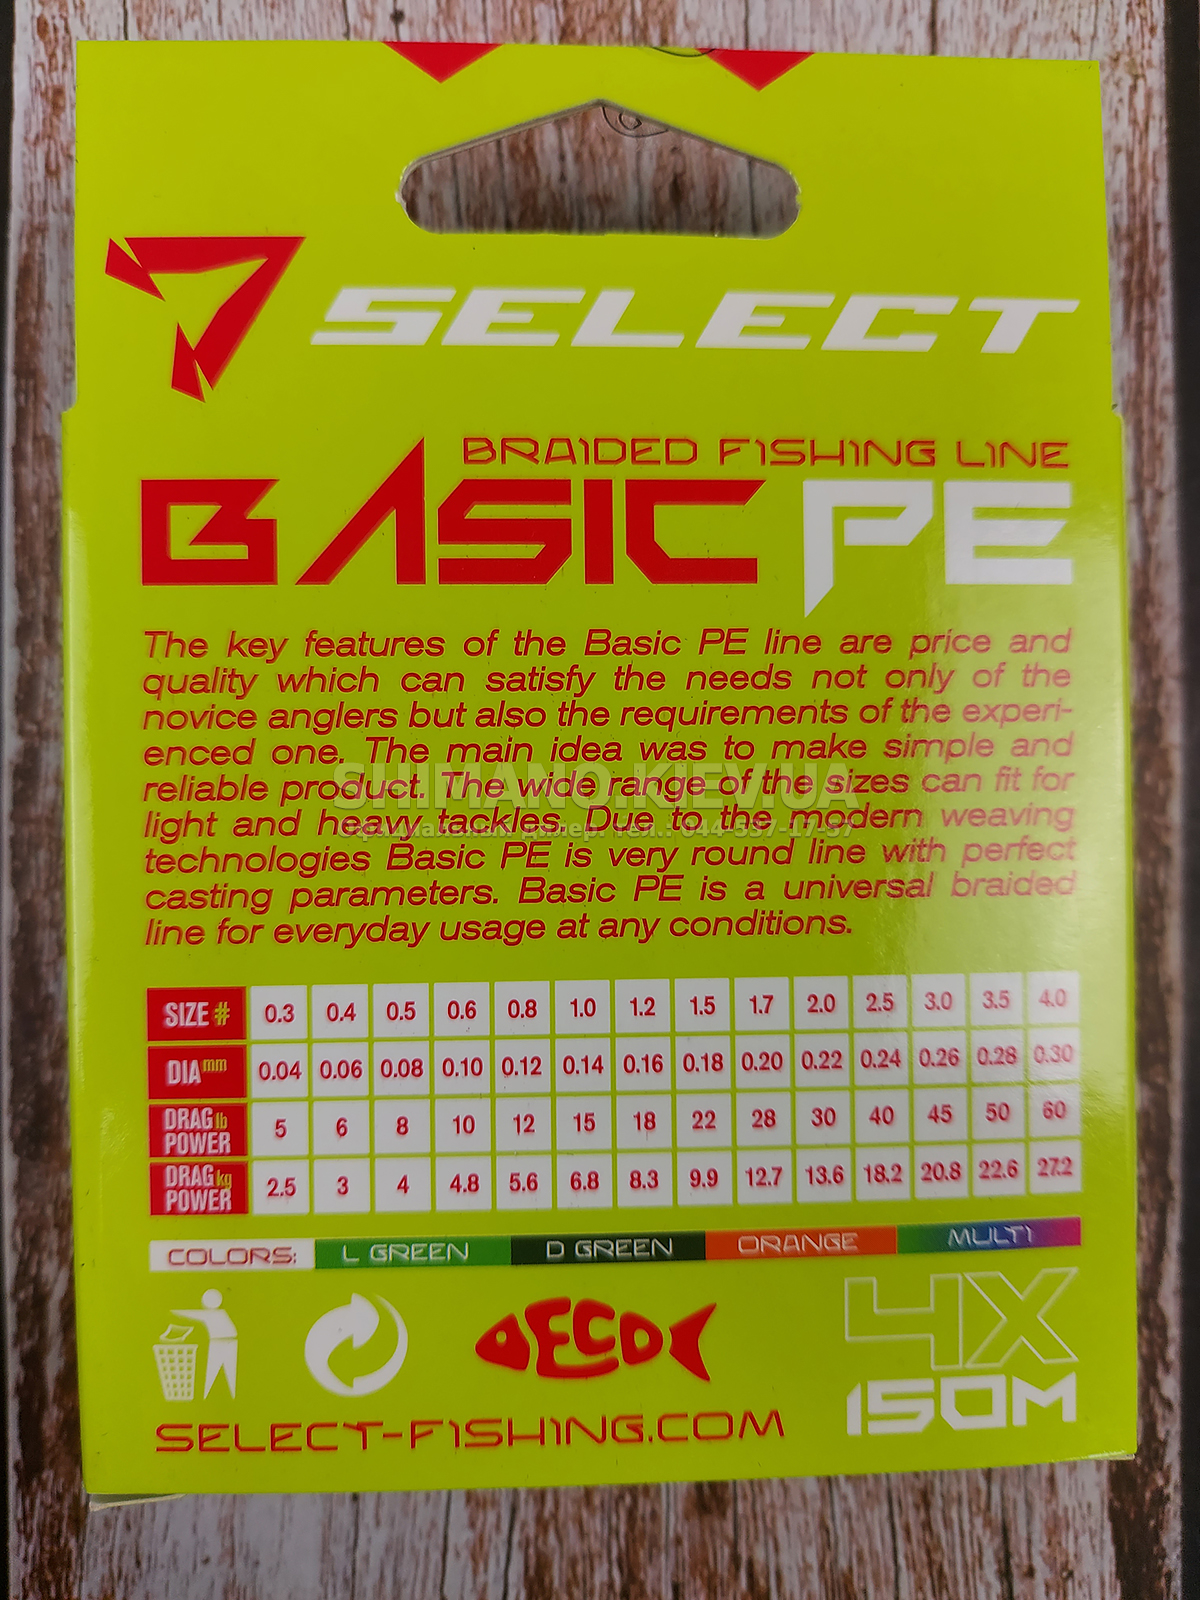 SELECT
BRAIDED FISHING LINE
BASIC PE
The key features of the Basic PE line are price and
quality which can satisfy the needs not only of the
novice anglers but also the requirements of the experi-
enced one. The main idea was to make simple and
reliable product. The wide range of the sizes can fit for
SHIMANO.KIEV.UA
light and heavy tackles. Due to the modern weaving
тел.: 044-337-17-37
technologies Basic PE is very round line with perfect
casting parameters. Basic PE is a universal braided
line for everyday usage at any conditions.
SIZE # 0.3 0.4 0.5 0.6 0.8 1.0 1.2 1.5 1.7 2.0 2.5 3.0 3.5 4.0
DIA mm 0.04 0.06 0.08 0.10 0.12 0.14 0.16 0.18 0.20 0.22 0.24 0.26 0.28 0.30
DRAG lb POWER 5 6 8 10 12 15 18 22 28 30 40 45 50 60
DRAG kg POWER 2.5 3 4 4.8 5.6 6.8 8.3 9.9 12.7 13.6 18.2 20.8 22.6 27.2
COLORS: L GREEN D GREEN ORANGE MULTI
ECO
4X
150M
SELECT-FISHING.COM